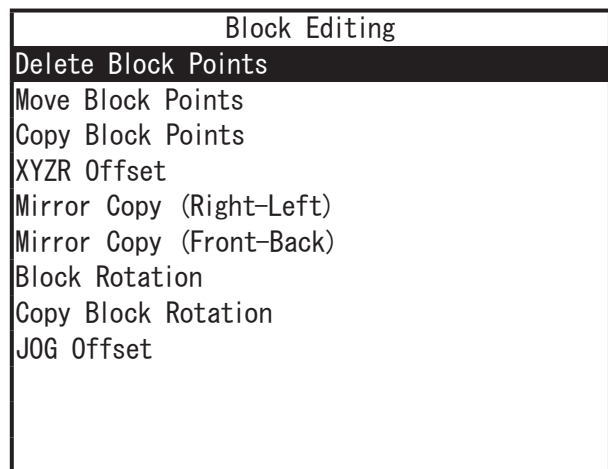 Block Editing
Delete Block Points
Move Block Points
Copy Block Points
XYZR Offset
Mirror Copy (Right-Left)
Mirror Copy (Front-Back)
Block Rotation
Copy Block Rotation
JOG Offset